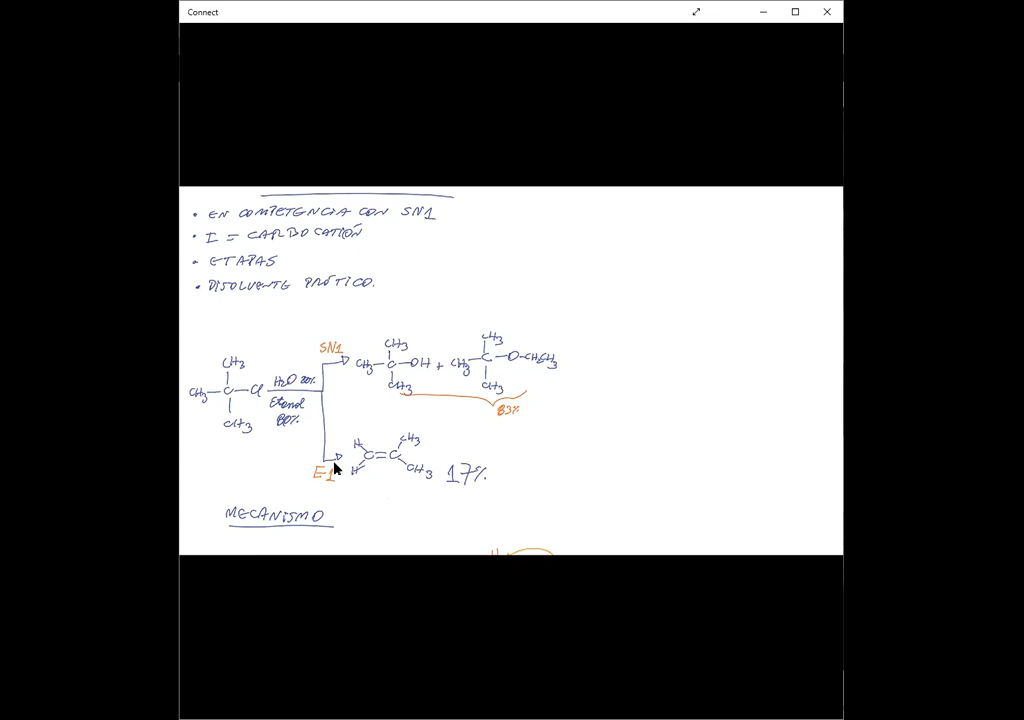 Connect
• EN COMPETENCIA CON SN1
• I = CARBOCATIÓN
• ETAPAS
• DISOLVENTE PRÓTICO.
SN1
CH3 CH3
CH3-C-OH + CH3-C-O-CH2CH3
CH3 CH3
83%
CH3
CH3-C-Cl
CH3
H2O 20%
Etanol
80%
E1
H CH3
C=C
H CH3 17%
MECANISMO